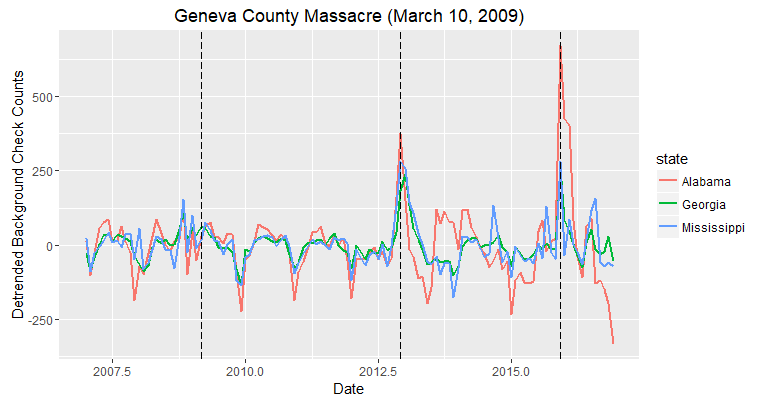 Geneva County Massacre (March 10, 2009)
Detrended Background Check Counts
500
250
0
-250
2007.5
2010.0
2012.5
2015.0
Date
state
Alabama
Georgia
Mississippi